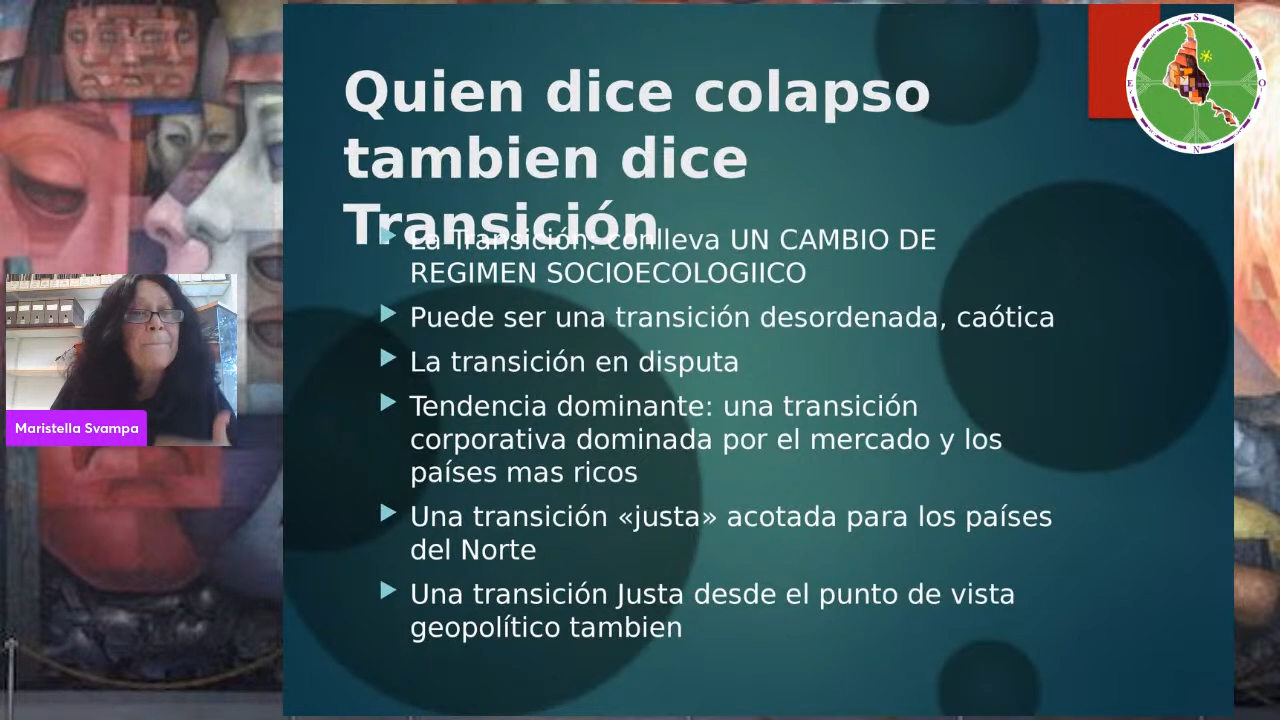 Quien dice colapso
tambien dice
Transición
La Transición: conlleva UN CAMBIO DE
REGIMEN SOCIOECOLOGIICO
Puede ser una transición desordenada, caótica
La transición en disputa
Tendencia dominante: una transición
corporativa dominada por el mercado y los
países mas ricos
Una transición «justa» acotada para los países
del Norte
Una transición Justa desde el punto de vista
geopolítico tambien
Maristella Svampa
S
E
O
N